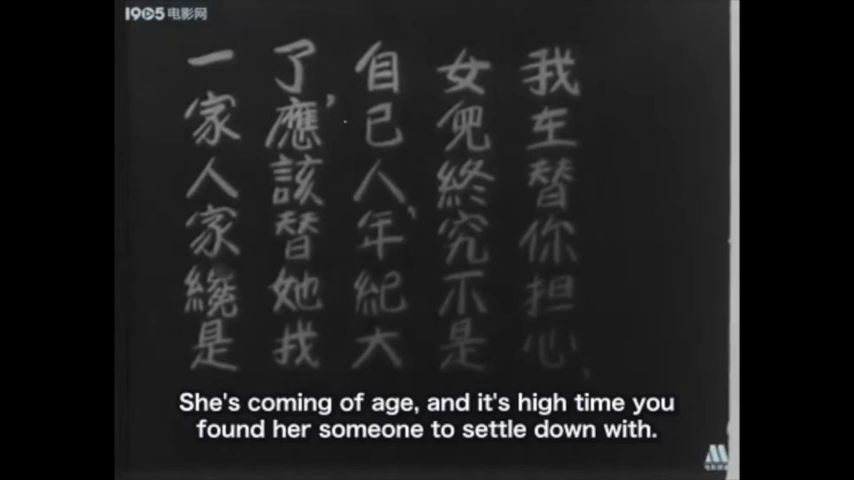 1905电影网
我在替你担心、
女兒終究不是
自己人，年紀大
了，應該替她找
一家人家纔是
She's coming of age, and it's high time you
found her someone to settle down with.